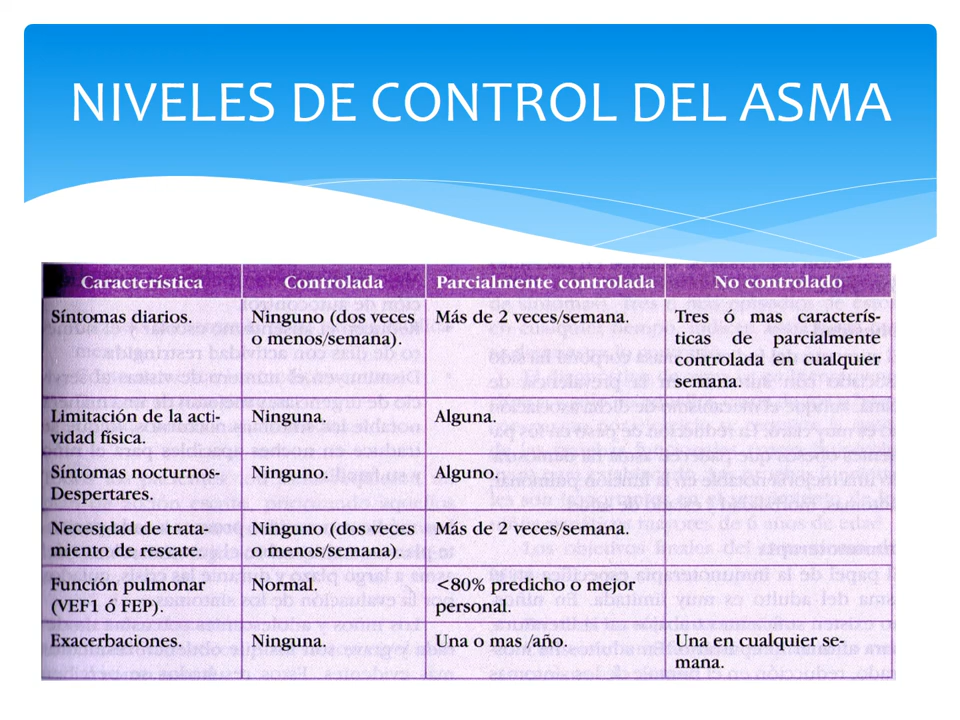 NIVELES DE CONTROL DEL ASMA
Característica Controlada Parcialmente controlada No controlado
Síntomas diarios. Ninguno (dos veces o menos/semana). Más de 2 veces/semana. Tres ó mas caracterís-
ticas de parcialmente
controlada en cualquier
semana.
Limitación de la acti-
vidad física. Ninguna. Alguna.
Síntomas nocturnos-
Despertares. Ninguno. Alguno.
Necesidad de trata-
miento de rescate. Ninguno (dos veces
o menos/semana). Más de 2 veces/semana.
Función pulmonar
(VEF1 ó FEP). Normal. <80% predicho o mejor
personal.
Exacerbaciones. Ninguna. Una o mas /año. Una en cualquier se-
mana.